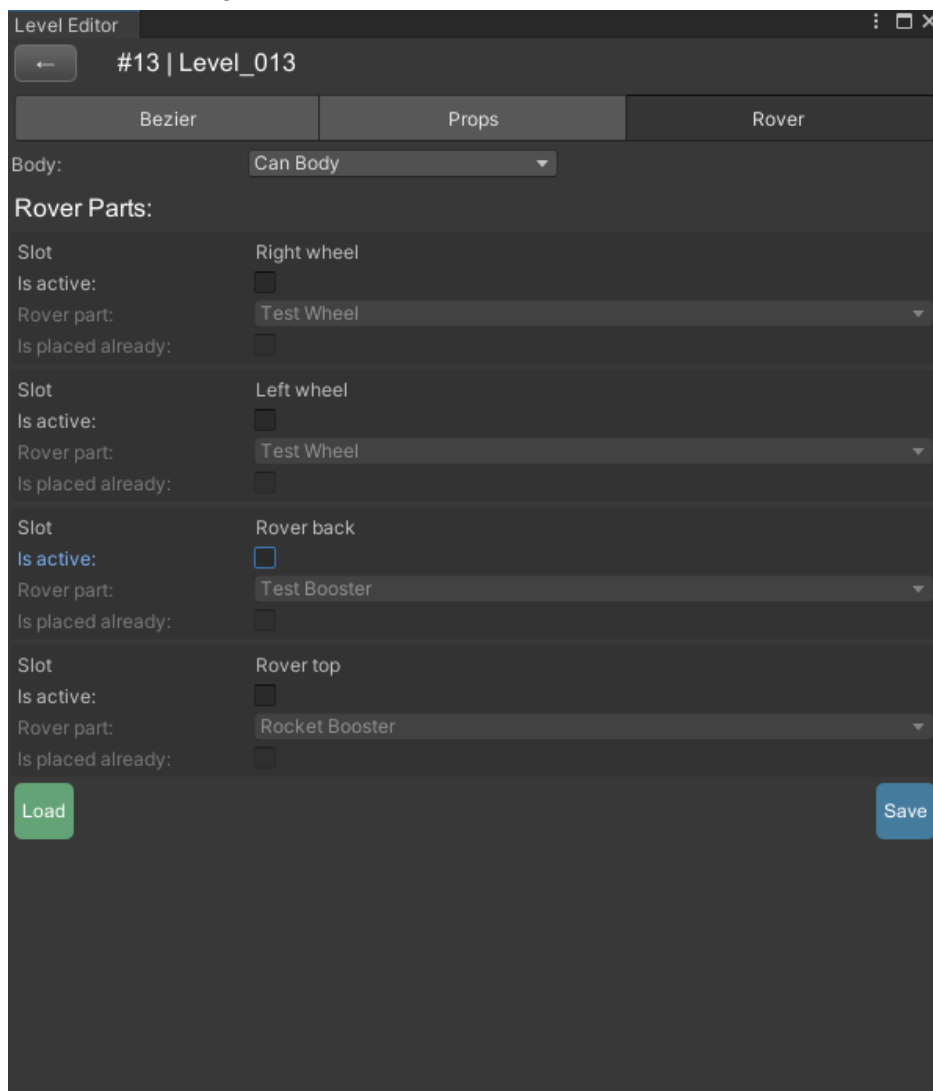 Level Editor
← #13 | Level_013
Bezier Props Rover
Body: Can Body
Rover Parts:
Slot Right wheel
Is active:
Rover part: Test Wheel
Is placed already:
Slot Left wheel
Is active:
Rover part: Test Wheel
Is placed already:
Slot Rover back
Is active:
Rover part: Test Booster
Is placed already:
Slot Rover top
Is active:
Rover part: Rocket Booster
Is placed already:
Load Save